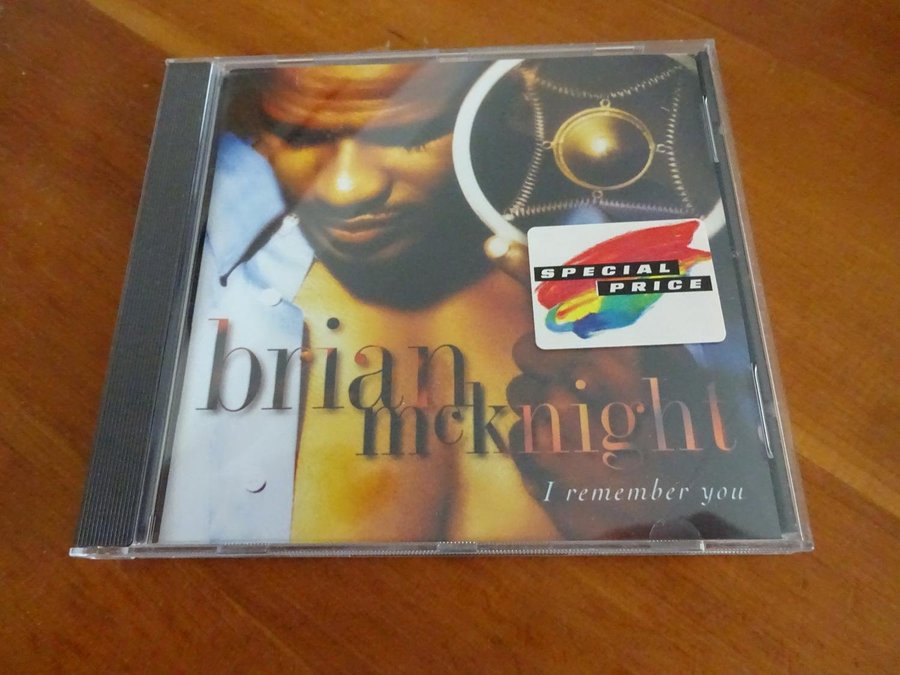 SPECIAL
PRICE
brian
mcknight
I remember you